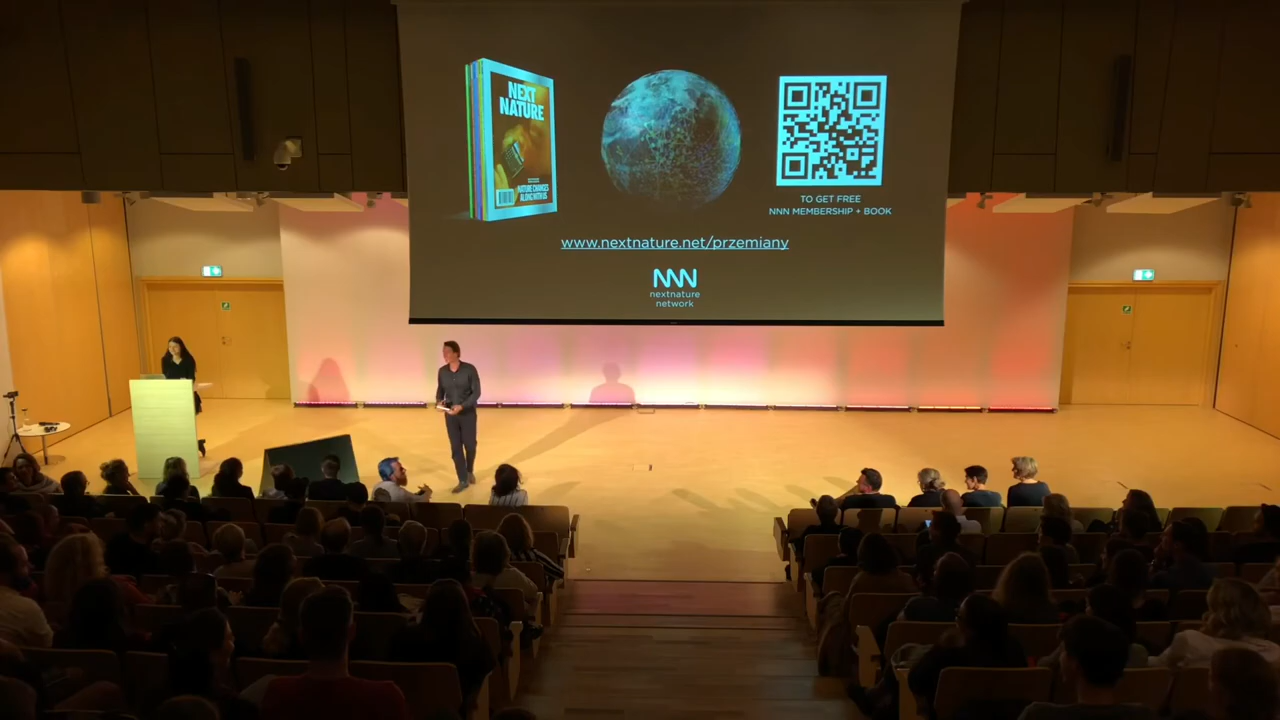 NEXT
NATURE
NATURE CHANGES
ALONG WITH US
TO GET FREE
NNN MEMBERSHIP + BOOK
www.nextnature.net/przemiany
NNN
nextnature
network